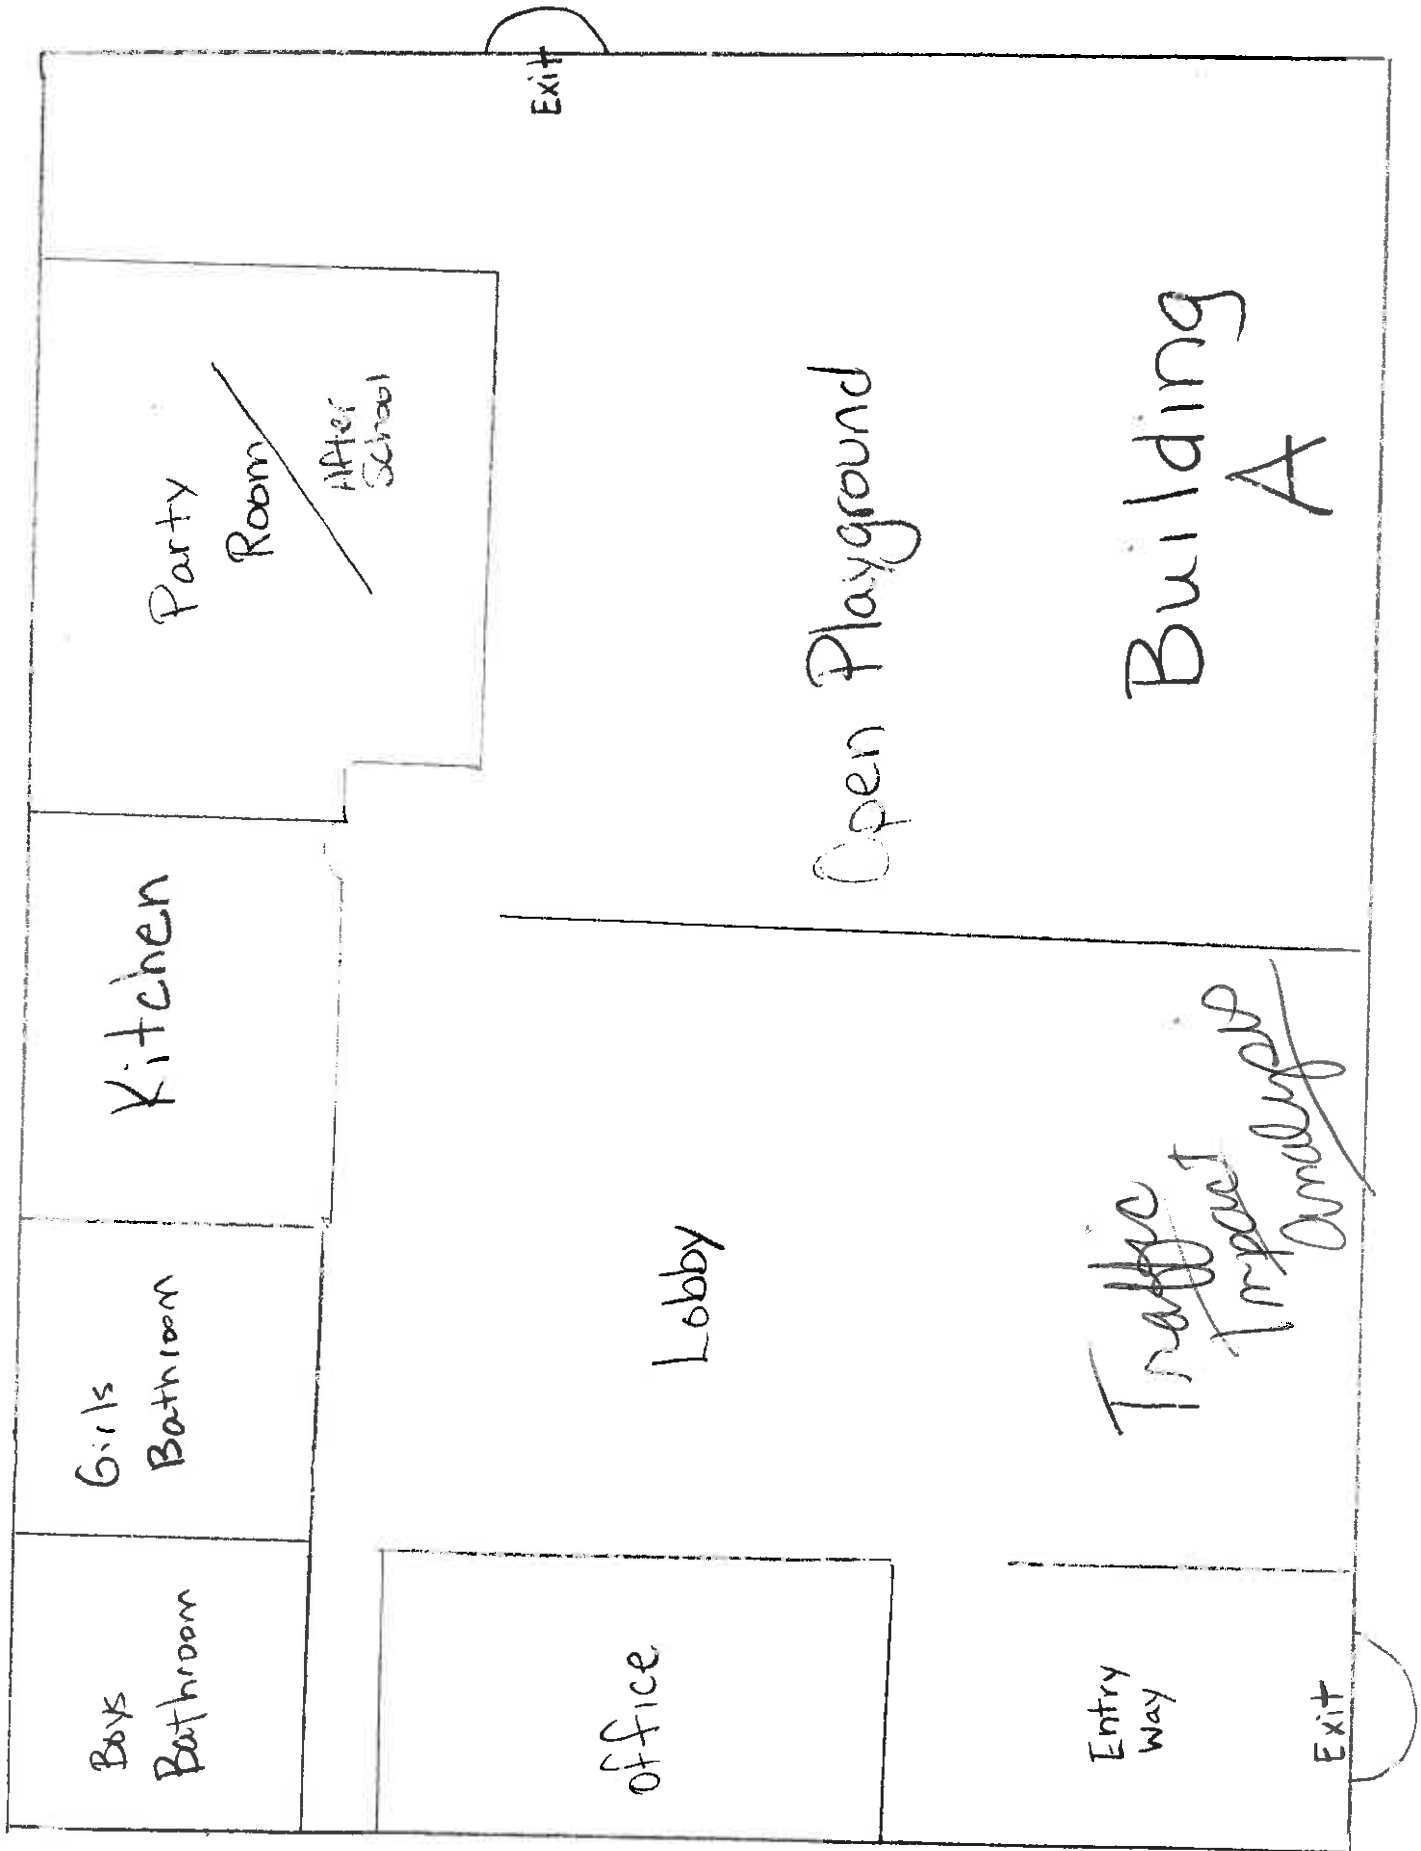 Boys
Bathroom
Girls
Bathroom
Kitchen
Party
Room
After
School
Exit
office
Lobby
Open Playground
Entry
Way
Exit
Traffic
Impact
Analysis
Building
A